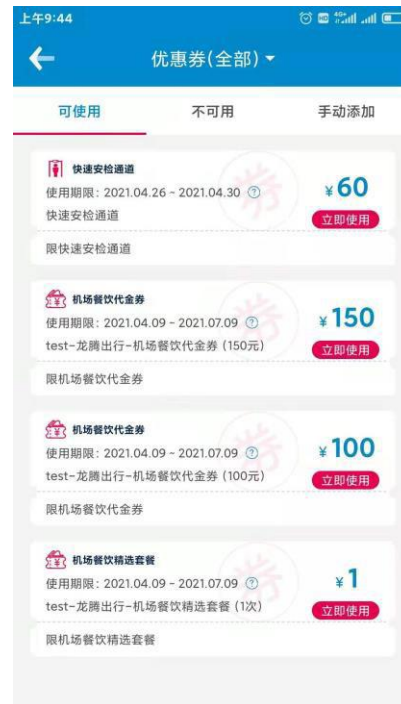 上午9:44
优惠券(全部)
可使用
不可用
手动添加
快速安检通道
使用期限：2021.04.26 - 2021.04.30 ?
快速安检通道
¥60
立即使用
限快速安检通道
机场餐饮代金券
使用期限：2021.04.09 - 2021.07.09 ?
test-龙腾出行-机场餐饮代金券 (150元)
¥150
立即使用
限机场餐饮代金券
机场餐饮代金券
使用期限：2021.04.09 - 2021.07.09 ?
test-龙腾出行-机场餐饮代金券 (100元)
¥100
立即使用
限机场餐饮代金券
机场餐饮精选套餐
使用期限：2021.04.09 - 2021.07.09 ?
test-龙腾出行-机场餐饮精选套餐 (1次)
¥1
立即使用
限机场餐饮精选套餐
券
券
券
券